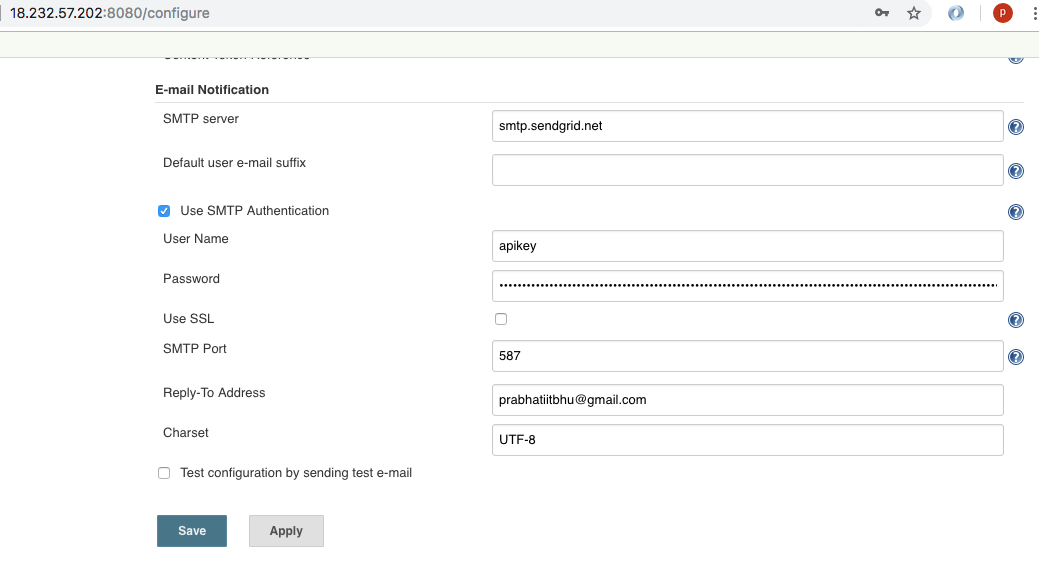 18.232.57.202:8080/configure
P
E-mail Notification
SMTP server
smtp.sendgrid.net
Default user e-mail suffix
Use SMTP Authentication
User Name
apikey
Password
Use SSL
SMTP Port
587
Reply-To Address
prabhatiitbhu@gmail.com
Charset
UTF-8
Test configuration by sending test e-mail
Save Apply